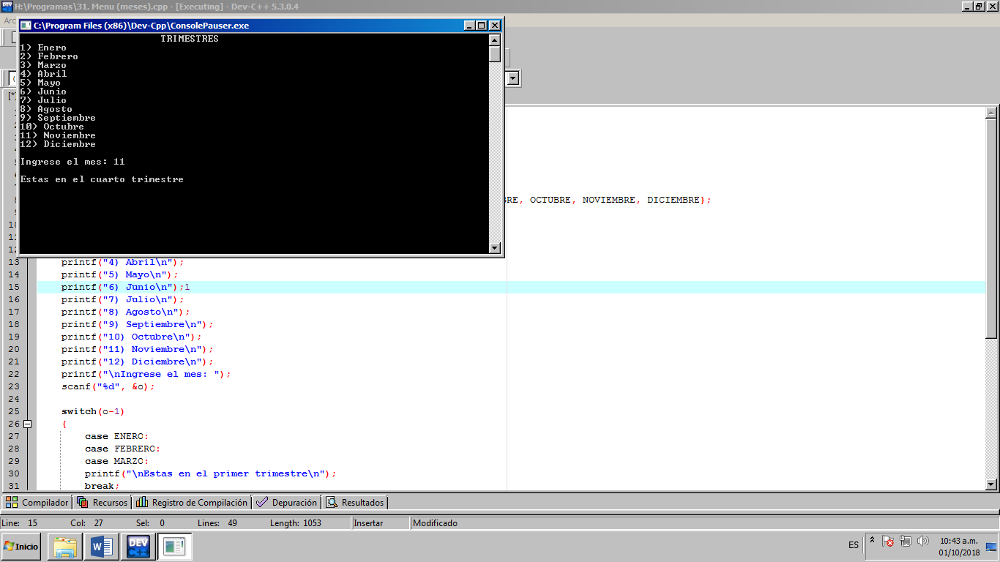 H:\Programas\31. Menu (meses).cpp - [Executing] - Dev-C++ 5.3.0.4
C:\Program Files (x86)\Dev-Cpp\ConsolePauser.exe
TRIMESTRES
1) Enero
2) Febrero
3) Marzo
4) Abril
5) Mayo
6) Junio
7) Julio
8) Agosto
9) Septiembre
10) Octubre
11) Noviembre
12) Diciembre
Ingrese el mes: 11
Estas en el cuarto trimestre
BRE, OCTUBRE, NOVIEMBRE, DICIEMBRE};
13 printf("4) Abril\n");
14 printf("5) Mayo\n");
15 printf("6) Junio\n");1
16 printf("7) Julio\n");
17 printf("8) Agosto\n");
18 printf("9) Septiembre\n");
19 printf("10) Octubre\n");
20 printf("11) Noviembre\n");
21 printf("12) Diciembre\n");
22 printf("\nIngrese el mes: ");
23 scanf("%d", &o);
24
25 switch(o-1)
26 {
27 case ENERO:
28 case FEBRERO:
29 case MARZO:
30 printf("\nEstas en el primer trimestre\n");
31 break;
Compilador Recursos Registro de Compilación Depuración Resultados
Line: 15 Col: 27 Sel: 0 Lines: 49 Length: 1053 Insertar Modificado
Inicio DEV C++ ES 10:43 a.m.
01/10/2018